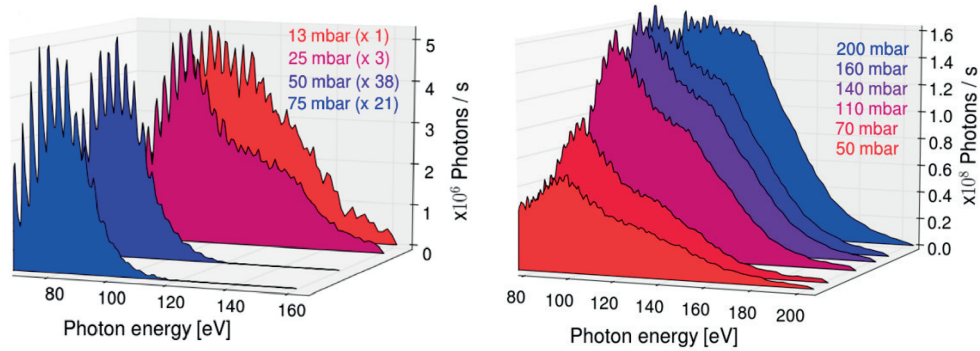 13 mbar (x 1)
25 mbar (x 3)
50 mbar (x 38)
75 mbar (x 21)
5
4
3
2
1
0
x10⁶ Photons / s
80
100
120
140
160
Photon energy [eV]
200 mbar
160 mbar
140 mbar
110 mbar
70 mbar
50 mbar
1.6
1.4
1.2
1.0
0.8
0.6
0.4
0.2
0.0
x10⁸ Photons / s
80
100
120
140
160
180
200
Photon energy [eV]